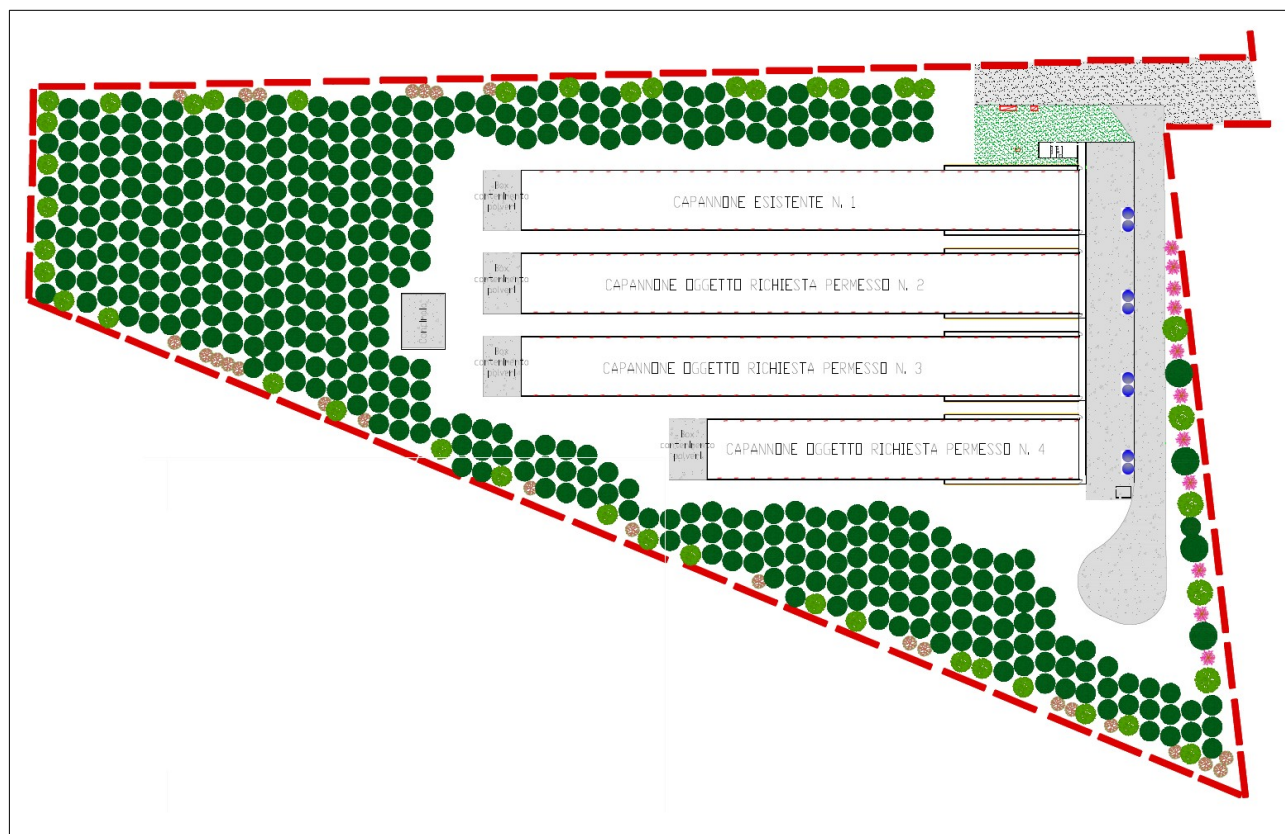 Box
contenimento
polveri
CAPANNONE ESISTENTE N. 1
Box
contenimento
polveri
CAPANNONE OGGETTO RICHIESTA PERMESSO N. 2
Box
contenimento
polveri
CAPANNONE OGGETTO RICHIESTA PERMESSO N. 3
Box
contenimento
polveri
CAPANNONE OGGETTO RICHIESTA PERMESSO N. 4